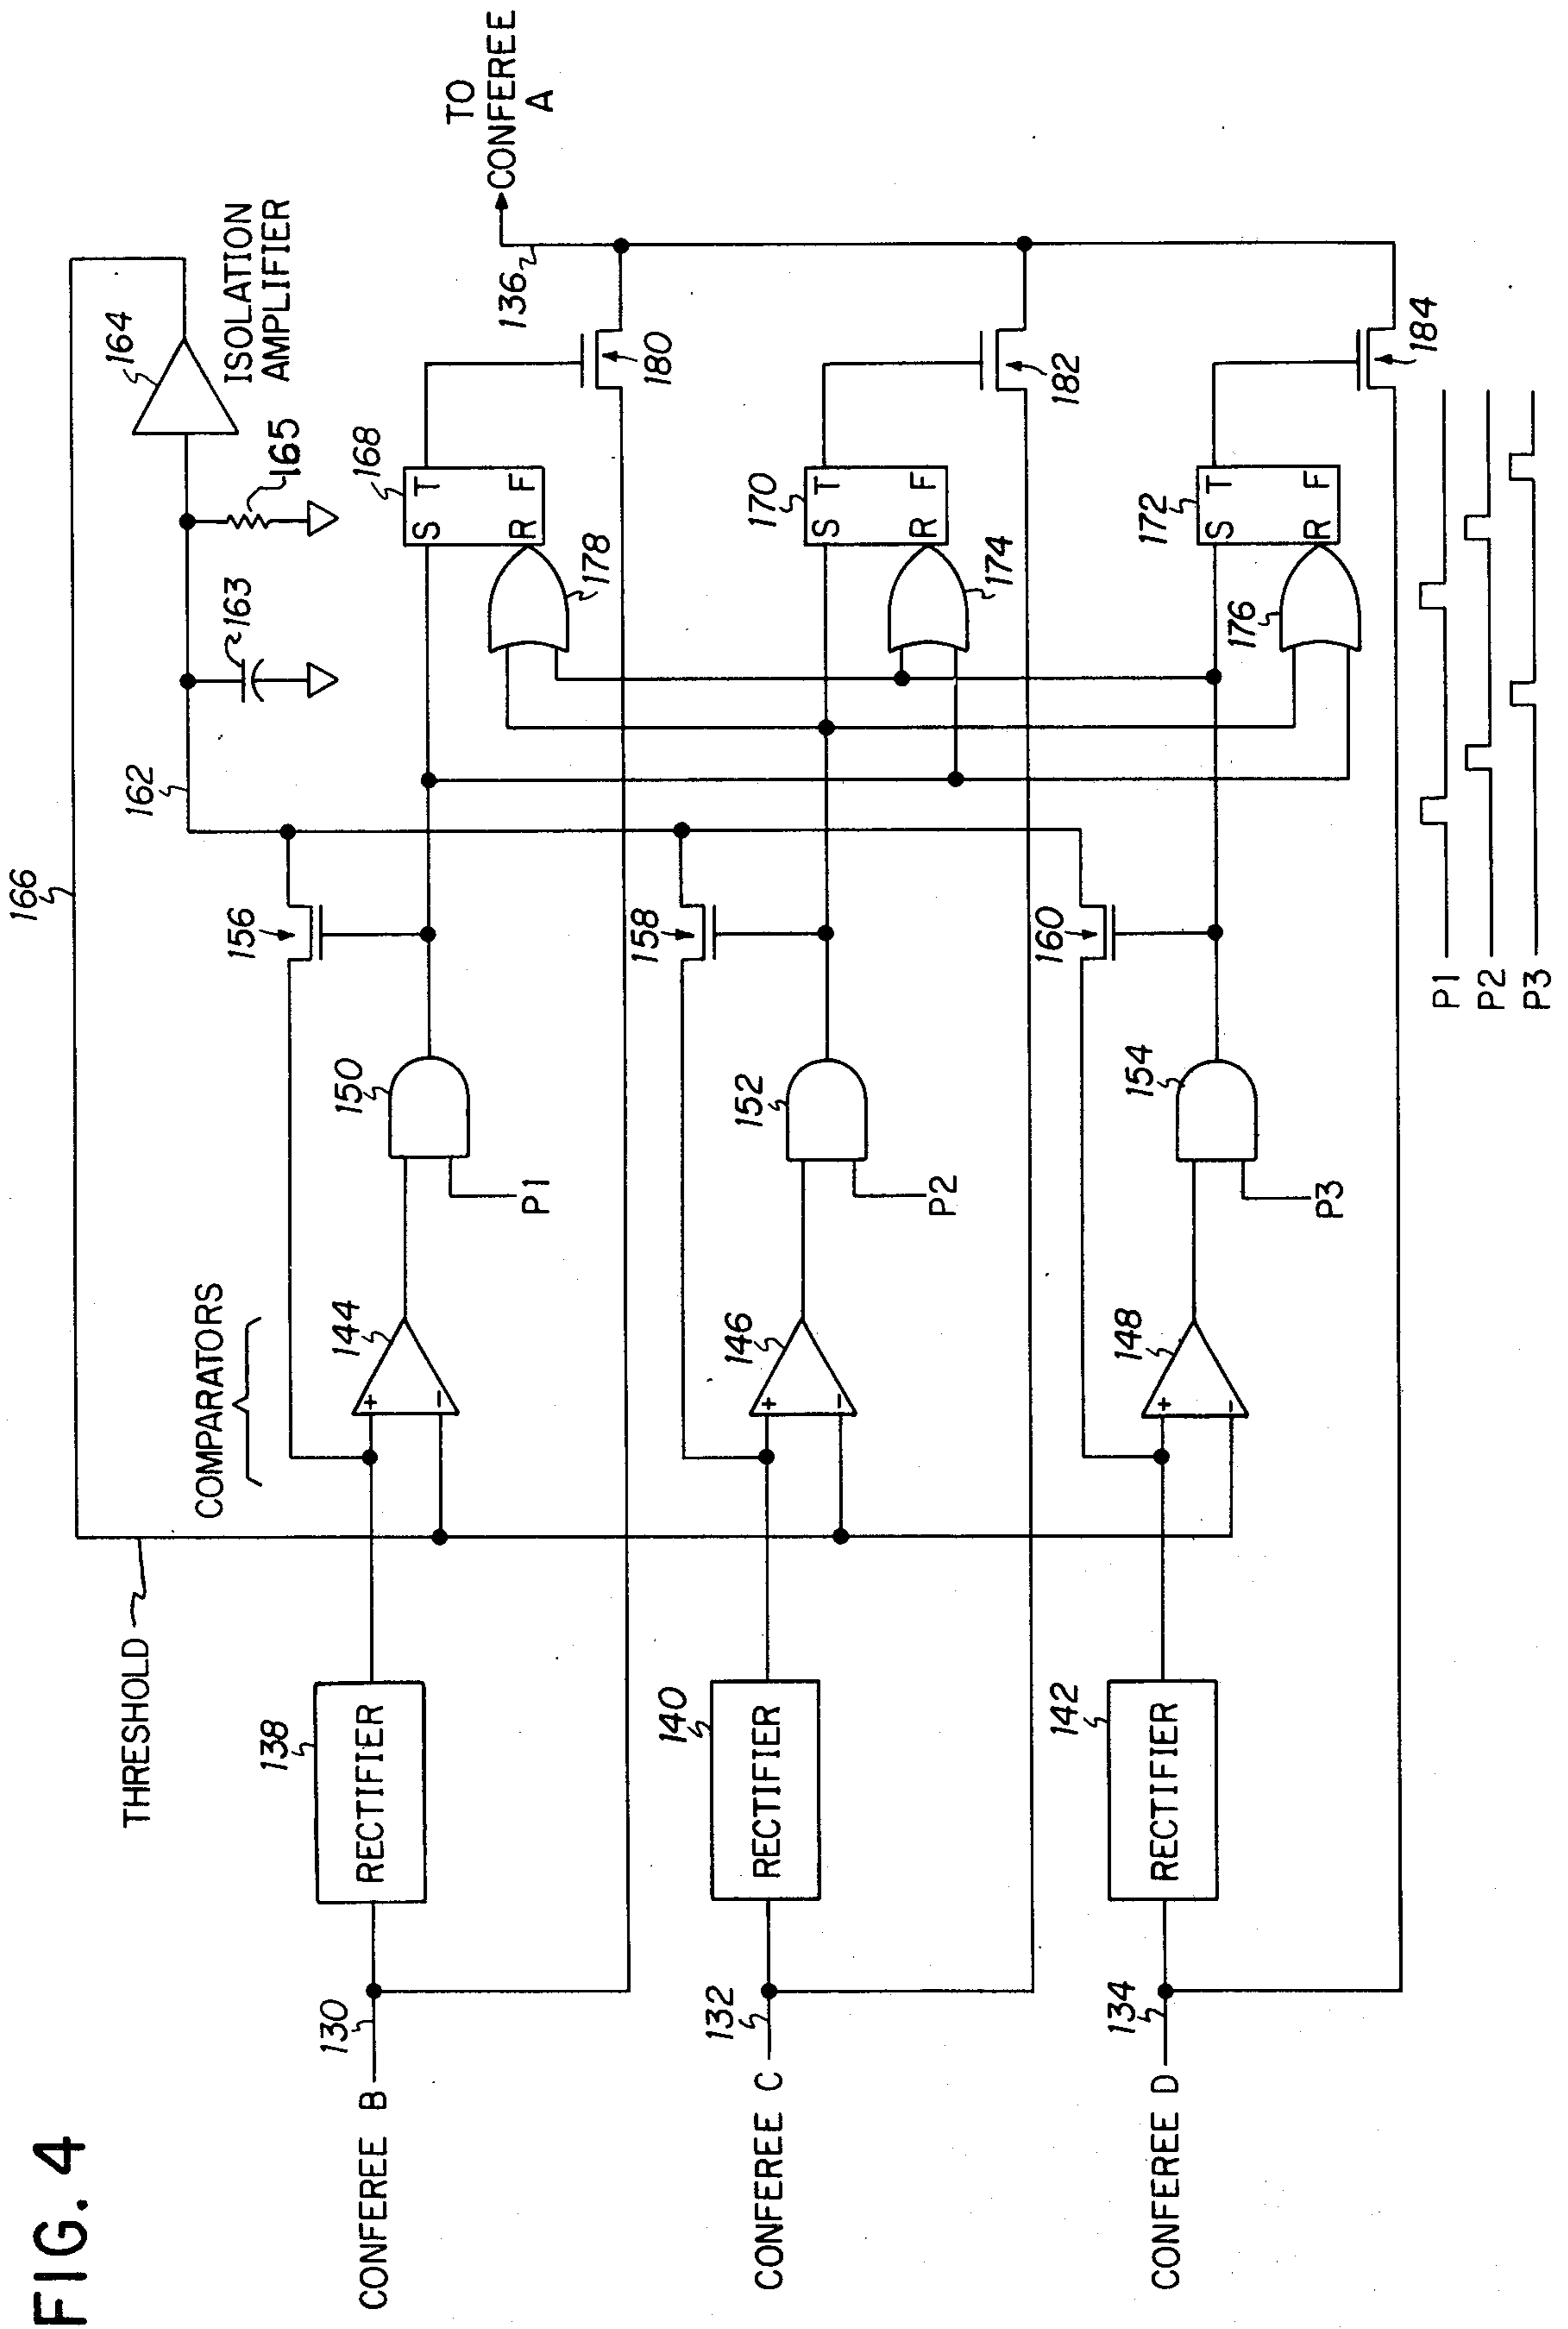 FIG. 4
166
164
ISOLATION
AMPLIFIER
162
163
165
THRESHOLD
COMPARATORS
156
138
RECTIFIER
144
150
P1
168
S T
R F
178
180
136
TO
CONFEREE
A
CONFEREE B
130
158
140
RECTIFIER
146
152
P2
170
S T
R F
174
182
CONFEREE C
132
160
142
RECTIFIER
148
154
P3
172
S T
R F
176
184
CONFEREE D
134
P1
P2
P3